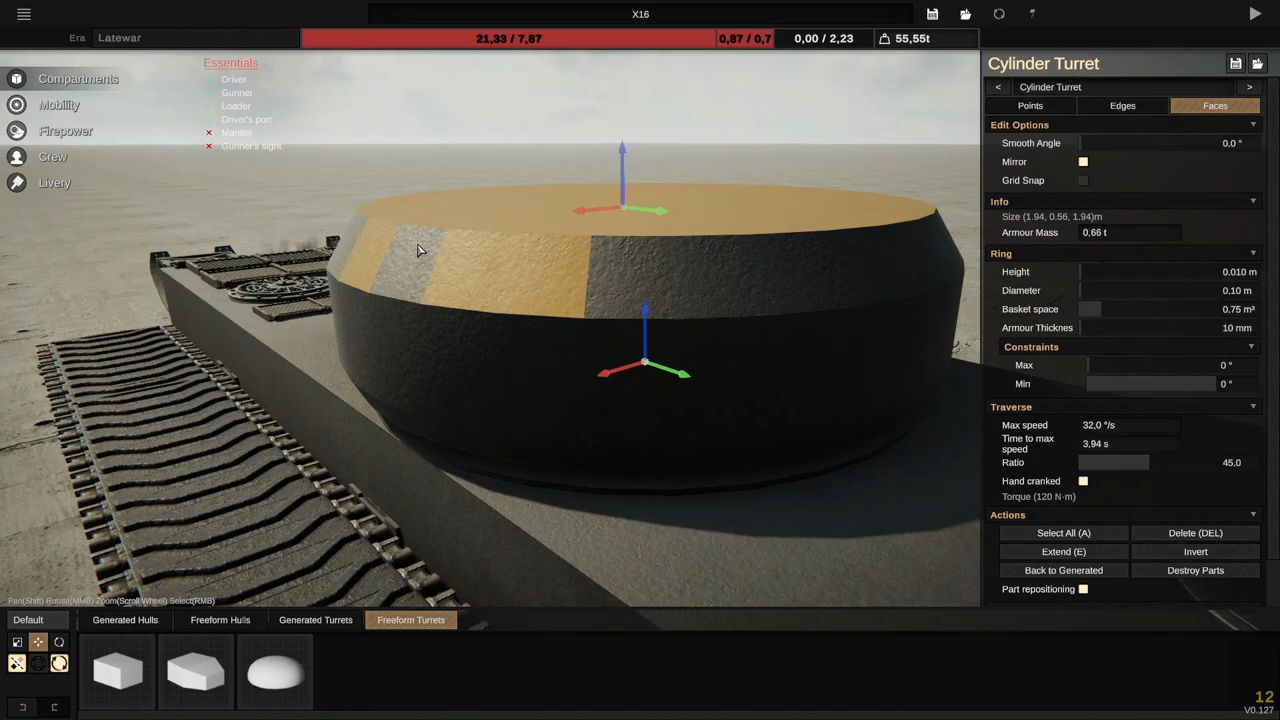 X16
Era Latewar 21,33 / 7,87 0,87 / 0,7 0,00 / 2,23 55,55t
Compartments
Mobility
Firepower
Crew
Livery
Essentials
Driver
Gunner
Loader
Driver's port
Mantlet
Gunner's sight
Cylinder Turret
< Cylinder Turret >
Points Edges Faces
Edit Options
Smooth Angle 0.0 °
Mirror
Grid Snap
Info
Size (1.94, 0.56, 1.94)m
Armour Mass 0,66 t
Ring
Height 0.010 m
Diameter 0.10 m
Basket space 0,75 m³
Armour Thicknes 10 mm
Constraints
Max 0 °
Min 0 °
Traverse
Max speed 32,0 °/s
Time to max speed 3,94 s
Ratio 45.0
Hand cranked
Torque (120 N·m)
Actions
Select All (A) Delete (DEL)
Extend (E) Invert
Back to Generated Destroy Parts
Part repositioning
Pan(Shift) Rotate(MMB) Zoom(Scroll Wheel) Select(RMB)
Default Generated Hulls Freeform Hulls Generated Turrets Freeform Turrets
12
V0.127